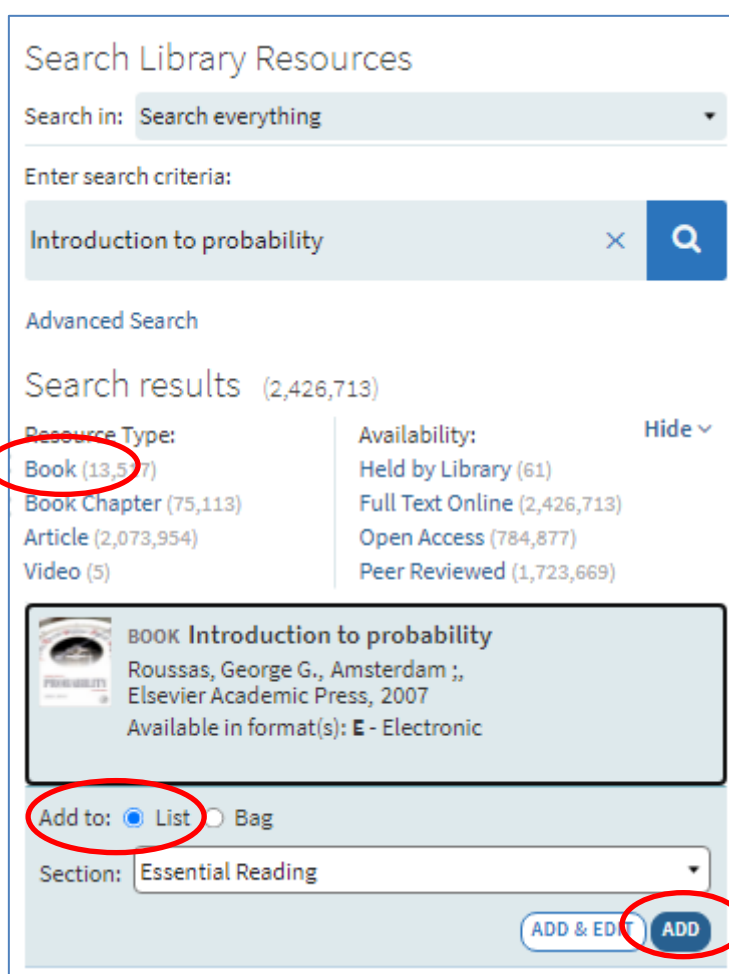 Search Library Resources
Search in: Search everything
Enter search criteria:
Introduction to probability
Advanced Search
Search results (2,426,713)
Resource Type:
Book (13,517)
Book Chapter (75,113)
Article (2,073,954)
Video (5)
Availability:
Held by Library (61)
Full Text Online (2,426,713)
Open Access (784,877)
Peer Reviewed (1,723,669)
Hide
PROBABILITY
BOOK Introduction to probability
Roussas, George G., Amsterdam ;,
Elsevier Academic Press, 2007
Available in format(s): E - Electronic
Add to: List Bag
Section: Essential Reading
ADD & EDIT ADD